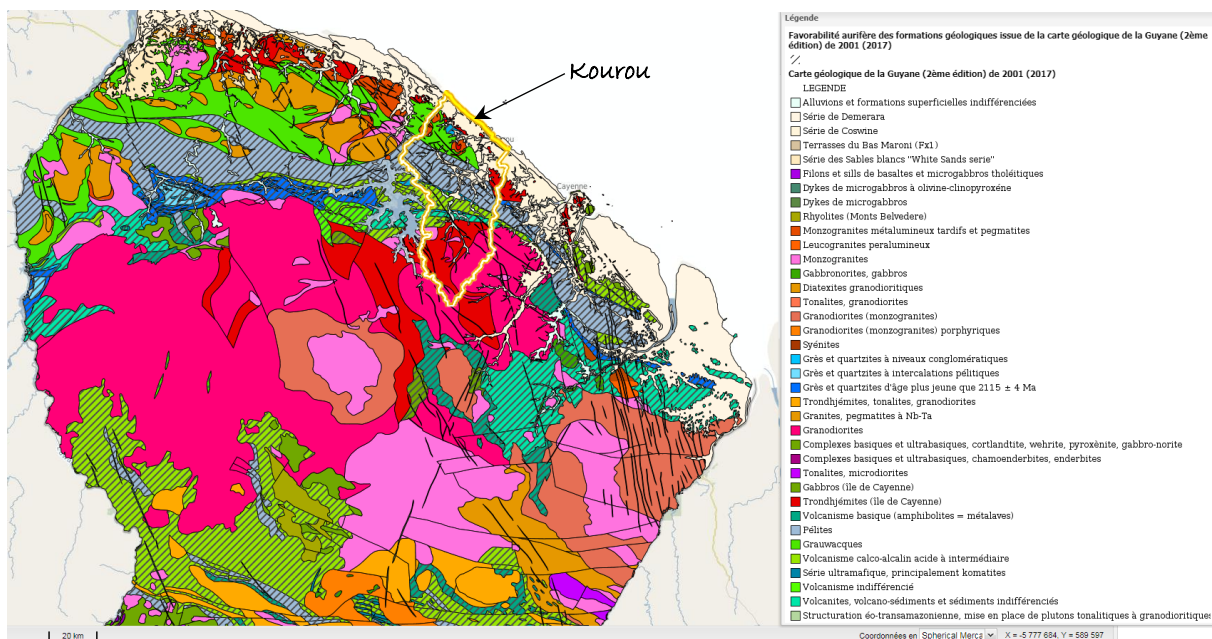 Kourou
rou
Cayenne
20 km
Légende
Favorabilité aurifère des formations géologiques issue de la carte géologique de la Guyane (2ème
édition) de 2001 (2017)
Carte géologique de la Guyane (2ème édition) de 2001 (2017)
LEGENDE
Alluvions et formations superficielles indifférenciées
Série de Demerara
Série de Coswine
Terrasses du Bas Maroni (Fx1)
Série des Sables blancs "White Sands serie"
Filons et sills de basaltes et microgabbros tholéitiques
Dykes de microgabbros à olivine-clinopyroxéne
Dykes de microgabbros
Rhyolites (Monts Belvedere)
Monzogranites métalumineux tardifs et pegmatites
Leucogranites peralumineux
Monzogranites
Gabbronorites, gabbros
Diatexites granodioritiques
Tonalites, granodiorites
Granodiorites (monzogranites)
Granodiorites (monzogranites) porphyriques
Syénites
Grès et quartzites à niveaux conglomératiques
Grès et quartzites à intercalations pélitiques
Grès et quartzites d'âge plus jeune que 2115 ± 4 Ma
Trondhjémites, tonalites, granodiorites
Granites, pegmatites à Nb-Ta
Granodiorites
Complexes basiques et ultrabasiques, cortlandtite, wehrite, pyroxènite, gabbro-norite
Complexes basiques et ultrabasiques, chamoenderbites, enderbites
Tonalites, microdiorites
Gabbros (île de Cayenne)
Trondhjémites (île de Cayenne)
Volcanisme basique (amphibolites = métalaves)
Pélites
Grauwacques
Volcanisme calco-alcalin acide à intermédiaire
Série ultramafique, principalement komatites
Volcanisme indifférencié
Volcanites, volcano-sédiments et sédiments indifférenciés
Structuration éo-transamazonienne, mise en place de plutons tonalitiques à granodioritiques
Coordonnées en Spherical Merca X = -5 777 684, Y = 589 597